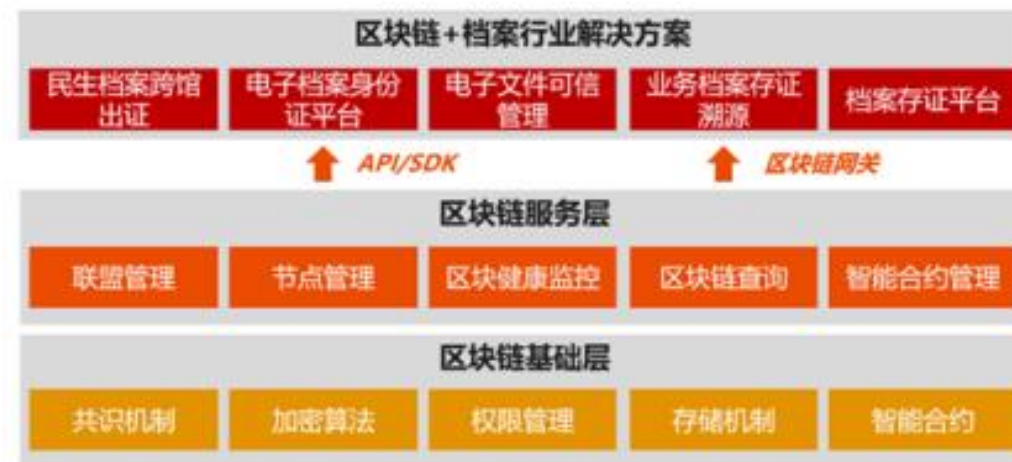 区块链+档案行业解决方案
民生档案跨馆
出证
电子档案身份
证平台
电子文件可信
管理
业务档案存证
溯源
档案存证平台
API/SDK
区块链网关
区块链服务层
联盟管理
节点管理
区块健康监控
区块链查询
智能合约管理
区块链基础层
共识机制
加密算法
权限管理
存储机制
智能合约